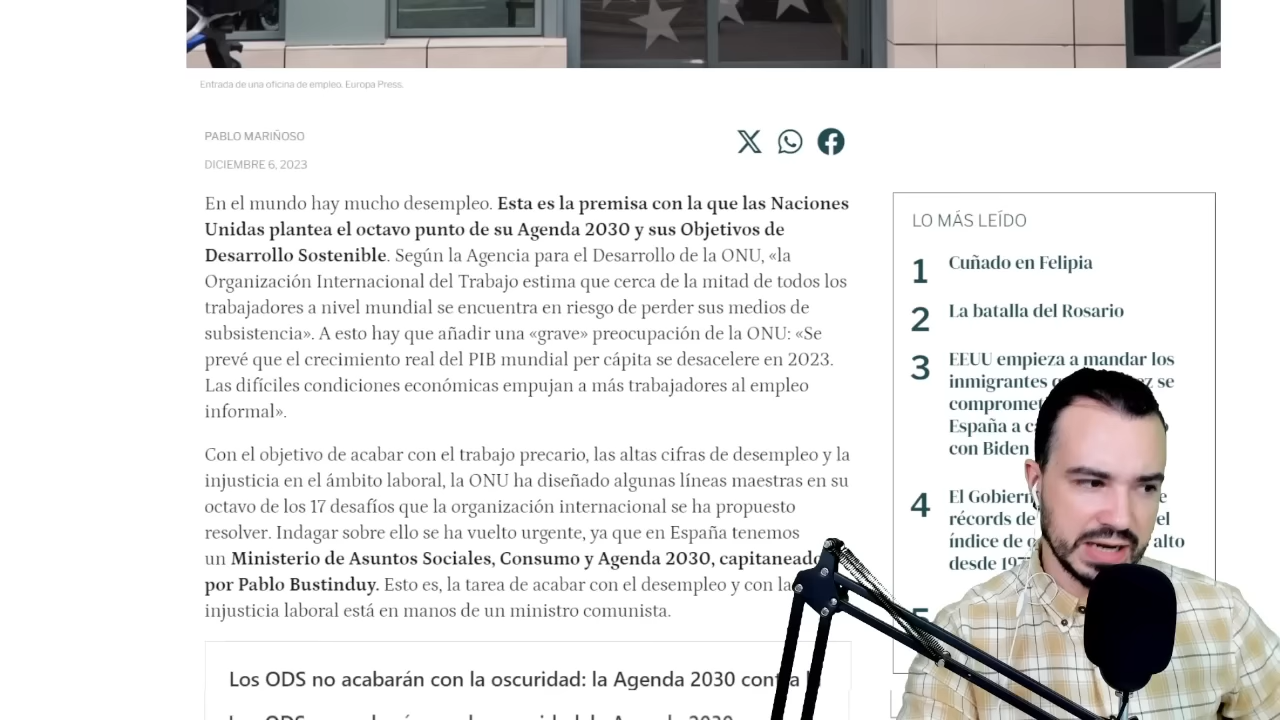 Entrada de una oficina de empleo. Europa Press.
PABLO MARIÑOSO
DICIEMBRE 6, 2023
En el mundo hay mucho desempleo. Esta es la premisa con la que las Naciones
Unidas plantea el octavo punto de su Agenda 2030 y sus Objetivos de
Desarrollo Sostenible. Según la Agencia para el Desarrollo de la ONU, «la
Organización Internacional del Trabajo estima que cerca de la mitad de todos los
trabajadores a nivel mundial se encuentra en riesgo de perder sus medios de
subsistencia». A esto hay que añadir una «grave» preocupación de la ONU: «Se
prevé que el crecimiento real del PIB mundial per cápita se desacelere en 2023.
Las difíciles condiciones económicas empujan a más trabajadores al empleo
informal».
Con el objetivo de acabar con el trabajo precario, las altas cifras de desempleo y la
injusticia en el ámbito laboral, la ONU ha diseñado algunas líneas maestras en su
octavo de los 17 desafíos que la organización internacional se ha propuesto
resolver. Indagar sobre ello se ha vuelto urgente, ya que en España tenemos
un Ministerio de Asuntos Sociales, Consumo y Agenda 2030, capitaneado
por Pablo Bustinduy. Esto es, la tarea de acabar con el desempleo y con la
injusticia laboral está en manos de un ministro comunista.
Los ODS no acabarán con la oscuridad: la Agenda 2030
LO MÁS LEÍDO
1 Cuñado en Felipia
2 La batalla del Rosario
3 EEUU empieza a mandar los
inmigrantes se
España a
con Biden
4 El
récords de el
índice de alto
desde
5